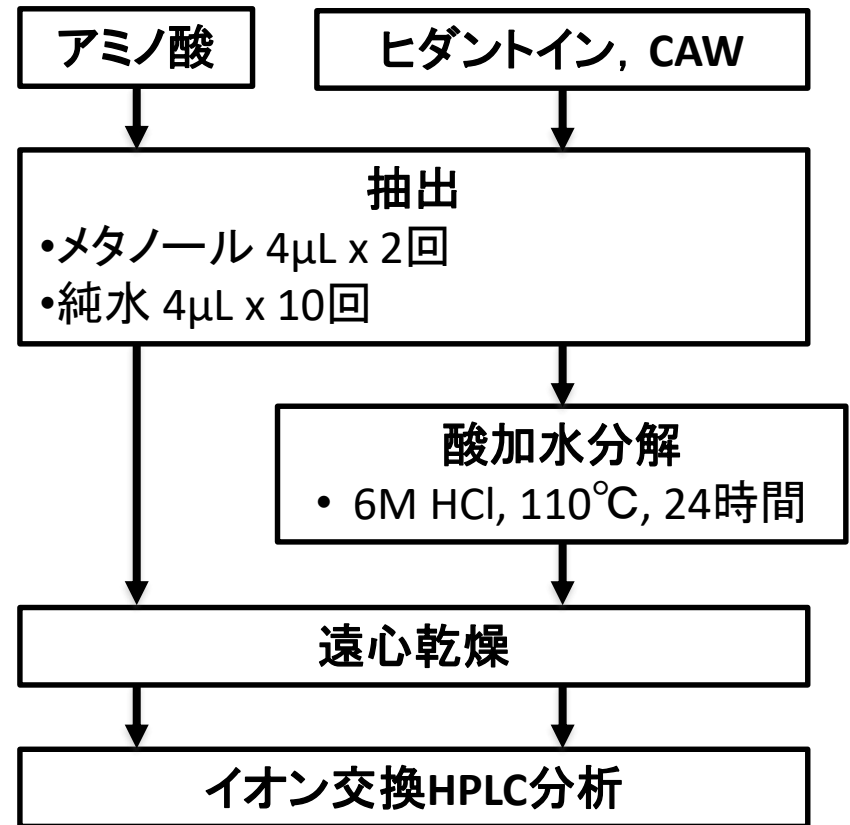 アミノ酸
ヒダントイン, CAW
抽出
•メタノール 4μL x 2回
•純水 4μL x 10回
酸加水分解
• 6M HCl, 110℃, 24時間
遠心乾燥
イオン交換HPLC分析